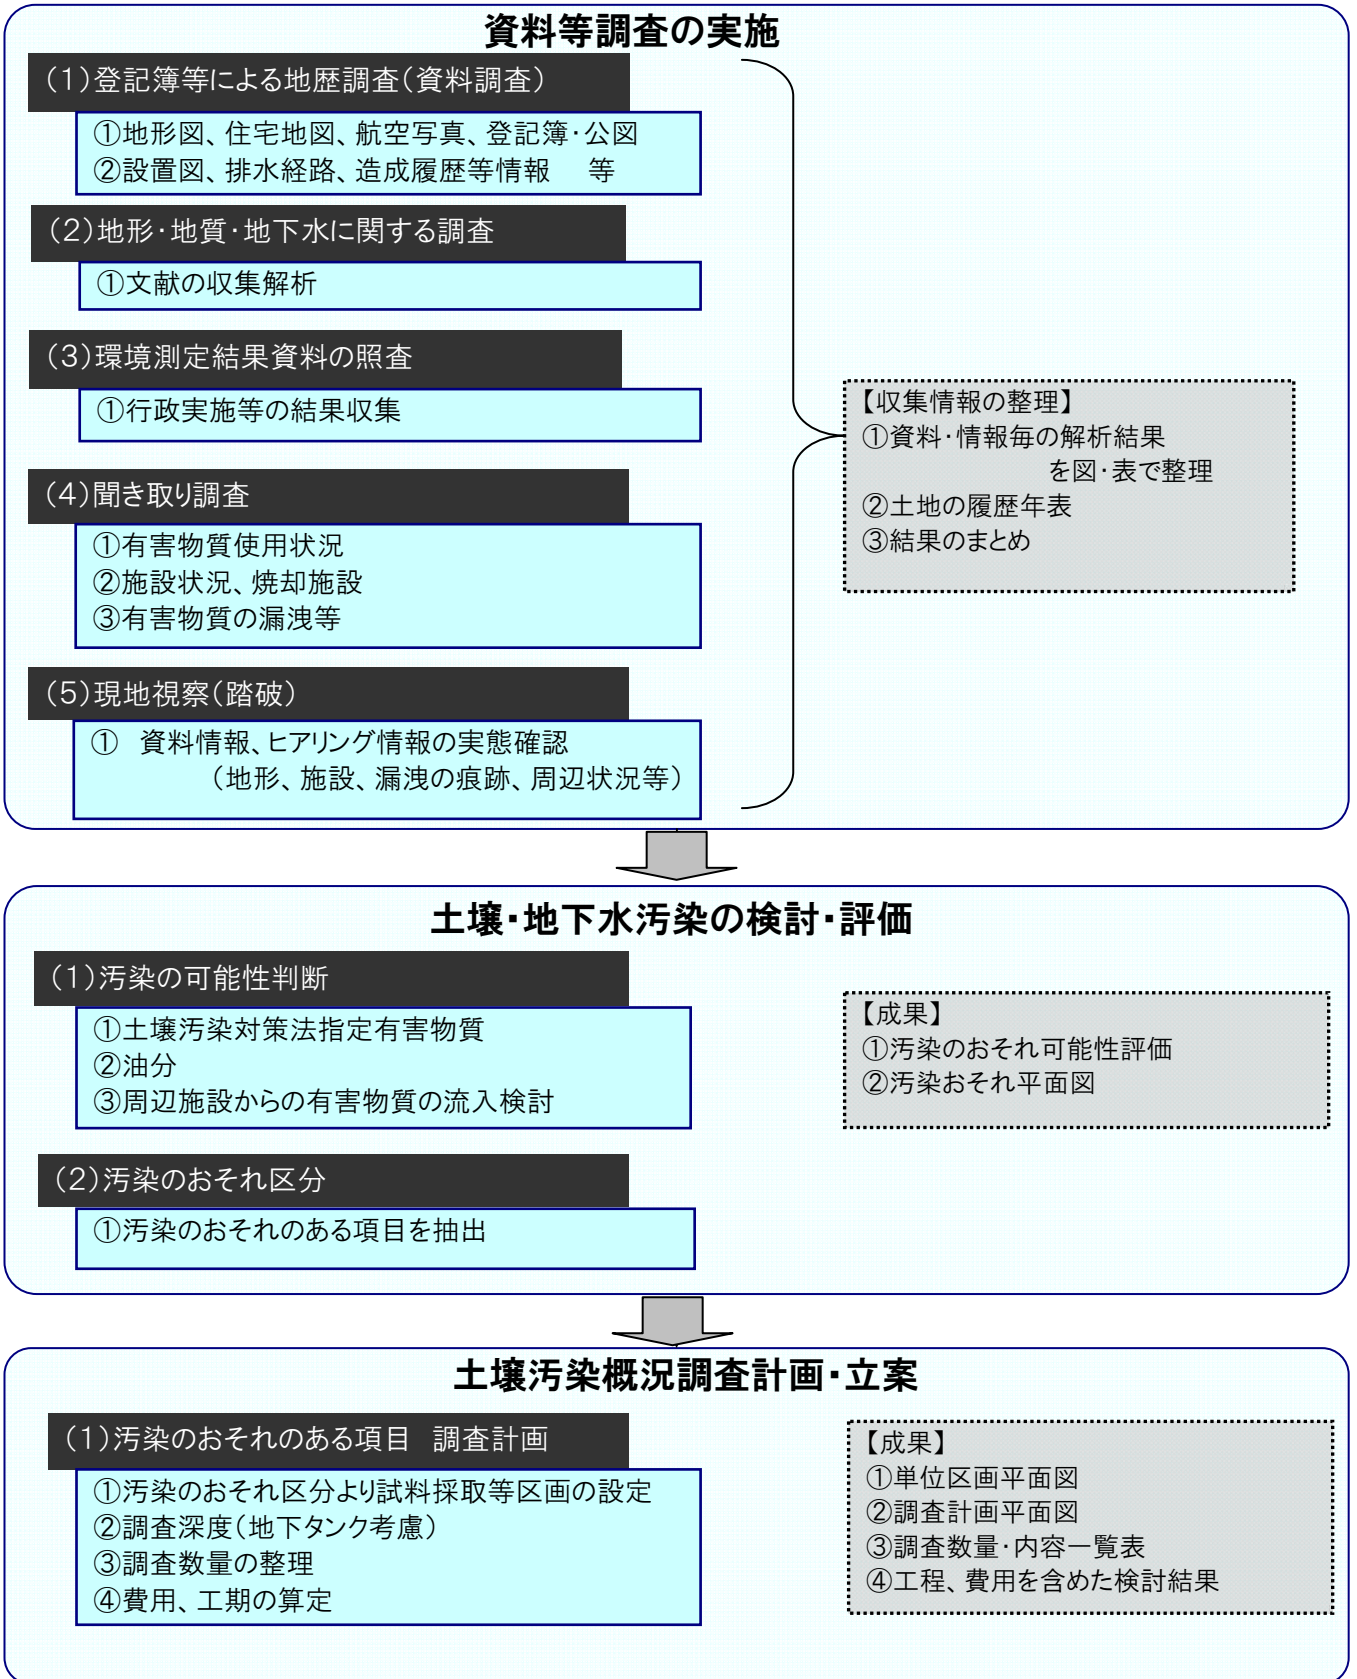 資料等調査の実施
（1）登記簿等による地歴調査（資料調査）
①地形図、住宅地図、航空写真、登記簿・公図
②設置図、排水経路、造成履歴等情報　等
（2）地形・地質・地下水に関する調査
①文献の収集解析
（3）環境測定結果資料の照査
①行政実施等の結果収集
（4）聞き取り調査
①有害物質使用状況
②施設状況、焼却施設
③有害物質の漏洩等
（5）現地視察（踏破）
①　資料情報、ヒアリング情報の実態確認
（地形、施設、漏洩の痕跡、周辺状況等）
【収集情報の整理】
①資料・情報毎の解析結果
を図・表で整理
②土地の履歴年表
③結果のまとめ
土壌・地下水汚染の検討・評価
（1）汚染の可能性判断
①土壌汚染対策法指定有害物質
②油分
③周辺施設からの有害物質の流入検討
（2）汚染のおそれ区分
①汚染のおそれのある項目を抽出
【成果】
①汚染のおそれ可能性評価
②汚染おそれ平面図
土壌汚染概況調査計画・立案
（1）汚染のおそれのある項目　調査計画
①汚染のおそれ区分より試料採取等区画の設定
②調査深度（地下タンク考慮）
③調査数量の整理
④費用、工期の算定
【成果】
①単位区画平面図
②調査計画平面図
③調査数量・内容一覧表
④工程、費用を含めた検討結果